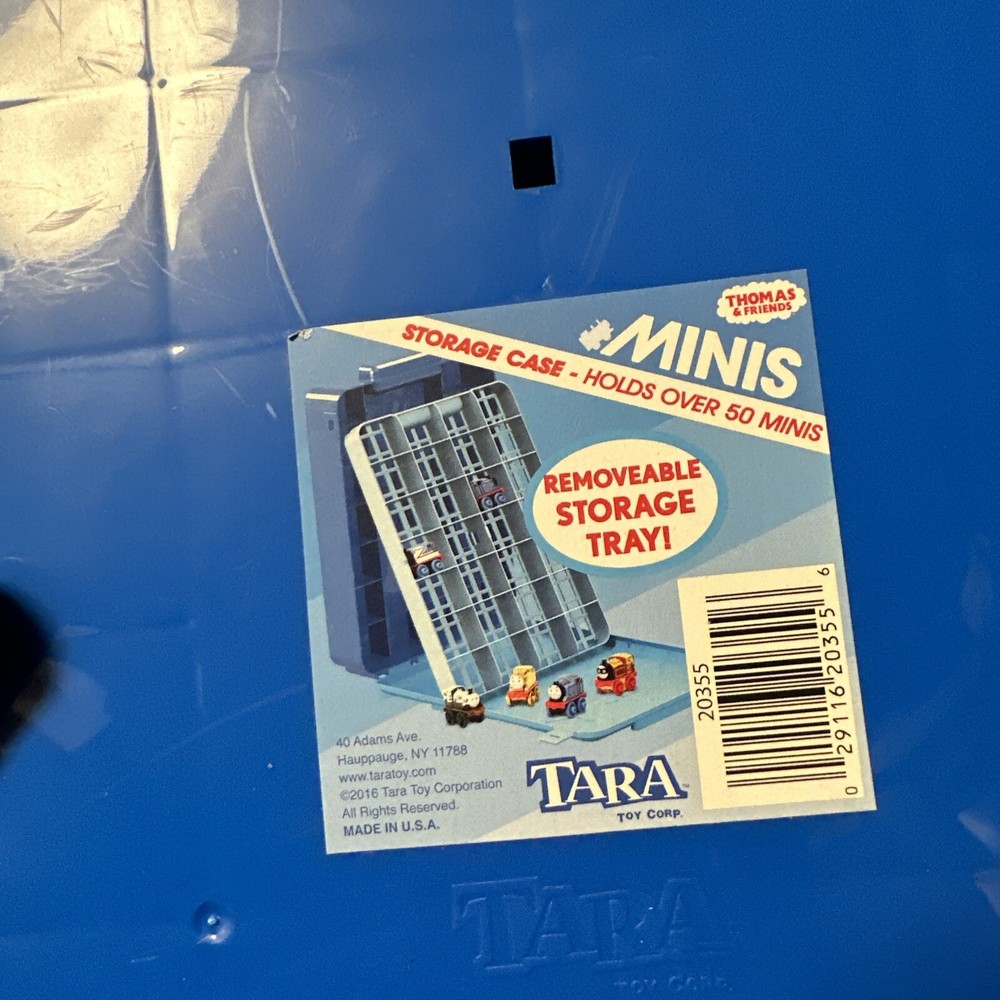 THOMAS
& FRIENDS
MINIS
STORAGE CASE - HOLDS OVER 50 MINIS
REMOVEABLE
STORAGE
TRAY!
20355
0 29116 20355 6
40 Adams Ave.
Hauppauge, NY 11788
www.taratoy.com
©2016 Tara Toy Corporation
All Rights Reserved.
MADE IN U.S.A.
TARA™
TOY CORP.
TARA
TOY CORP.